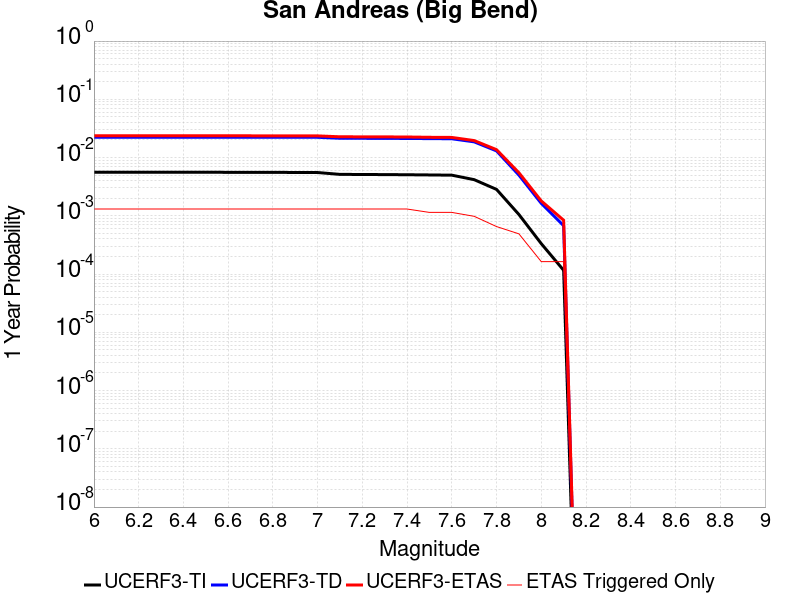 San Andreas (Big Bend)
10^0
10^-1
10^-2
10^-3
10^-4
10^-5
10^-6
10^-7
10^-8
1 Year Probability
6 6.2 6.4 6.6 6.8 7 7.2 7.4 7.6 7.8 8 8.2 8.4 8.6 8.8 9
Magnitude
UCERF3-TI UCERF3-TD UCERF3-ETAS ETAS Triggered Only